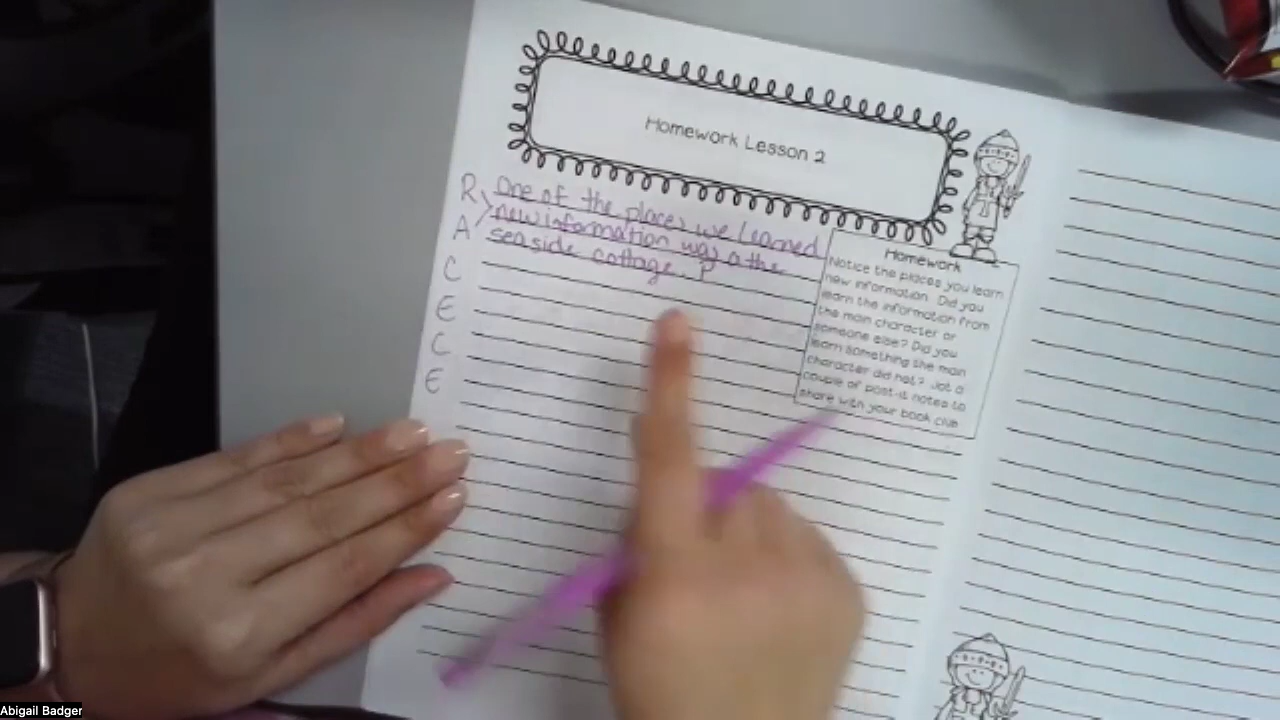 Homework Lesson 2
R One of the places we learned
new information was a the
A seaside cottage. P
C
E
C
E
Homework
Notice the places you learn
new information. Did you
learn the information from
the main character or
someone else? Did you
learn something the main
character did not? Jot a
couple of post-it notes to
share with your book club
Abigail Badger